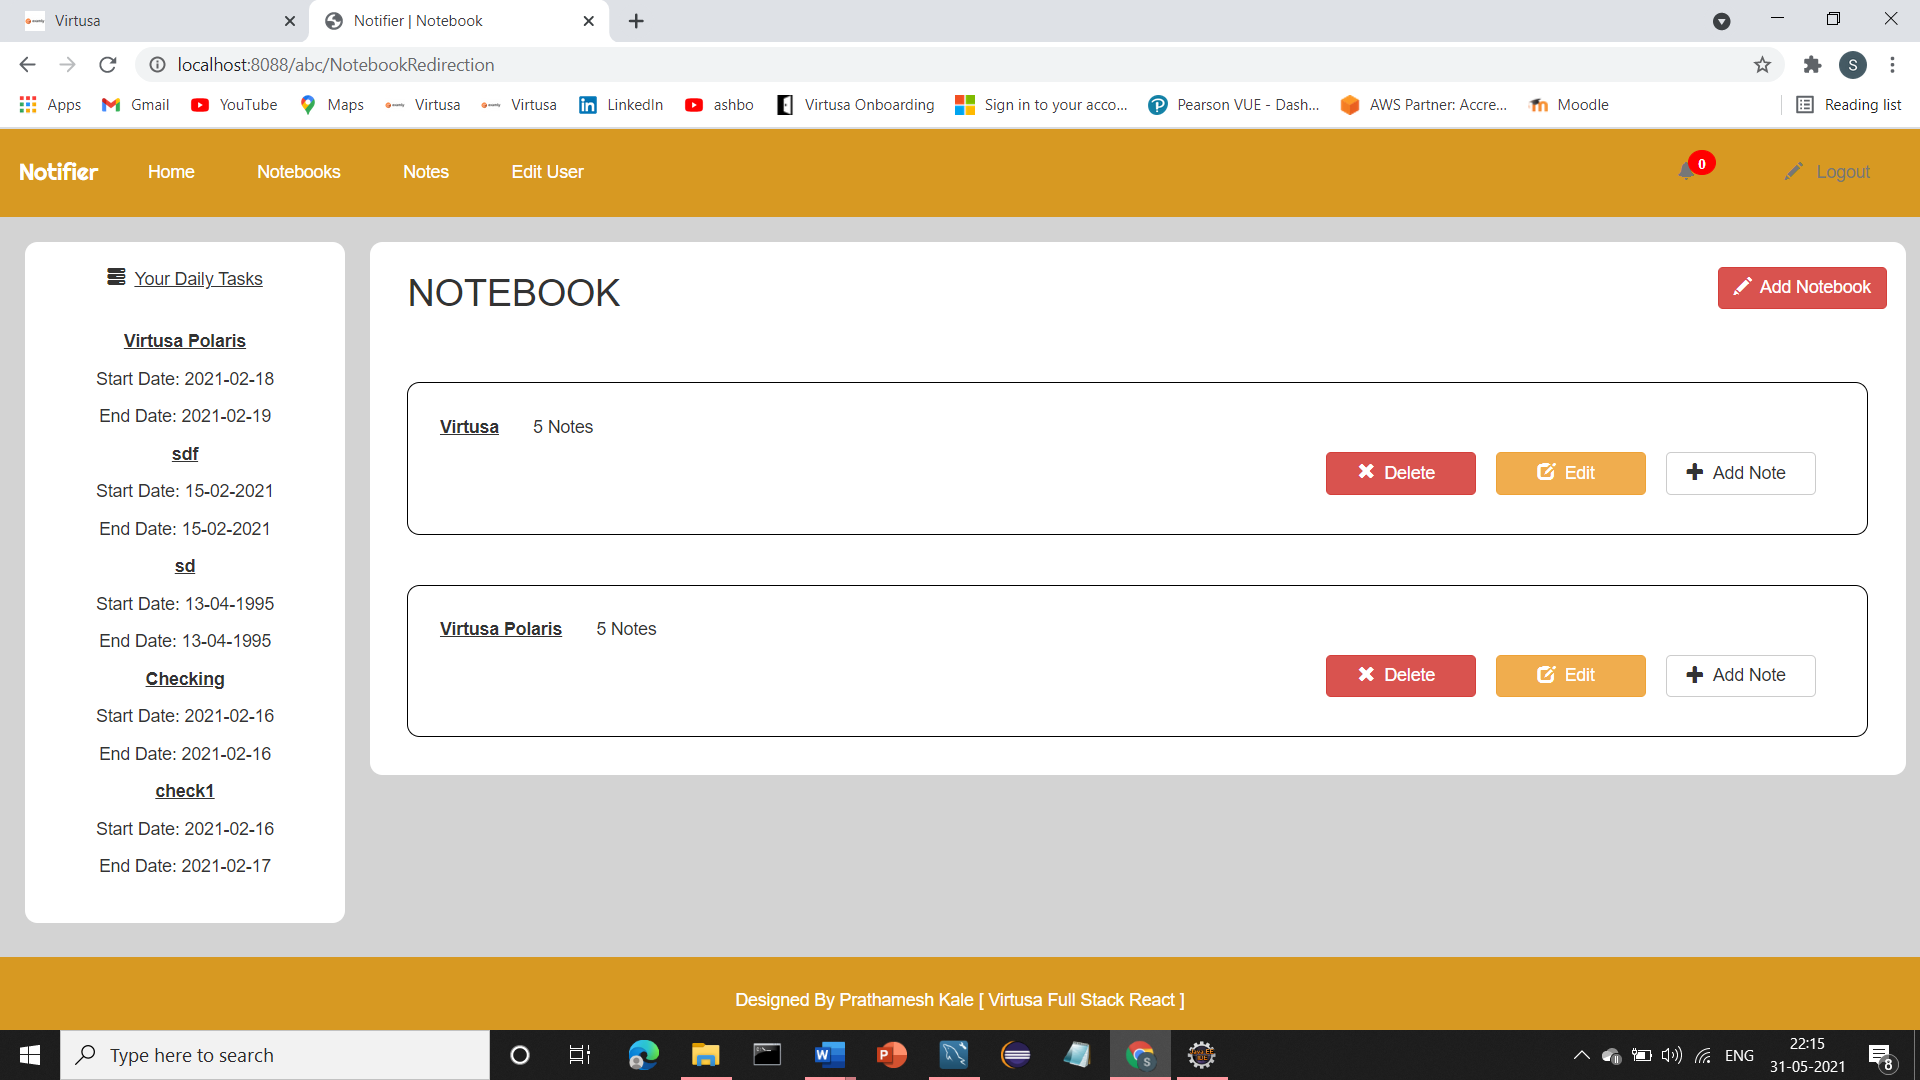 Virtusa
Notifier | Notebook
localhost:8088/abc/NotebookRedirection
S
Apps
Gmail
YouTube
Maps
Virtusa
Virtusa
LinkedIn
ashbo
Virtusa Onboarding
Sign in to your acco...
Pearson VUE - Dash...
AWS Partner: Accre...
Moodle
Reading list
Notifier
Home
Notebooks
Notes
Edit User
0
Logout
Your Daily Tasks
Virtusa Polaris
Start Date: 2021-02-18
End Date: 2021-02-19
sdf
Start Date: 15-02-2021
End Date: 15-02-2021
sd
Start Date: 13-04-1995
End Date: 13-04-1995
Checking
Start Date: 2021-02-16
End Date: 2021-02-16
check1
Start Date: 2021-02-16
End Date: 2021-02-17
NOTEBOOK
Add Notebook
Virtusa 5 Notes
Delete
Edit
Add Note
Virtusa Polaris 5 Notes
Delete
Edit
Add Note
Designed By Prathamesh Kale [ Virtusa Full Stack React ]
Type here to search
ENG
22:15
31-05-2021
8